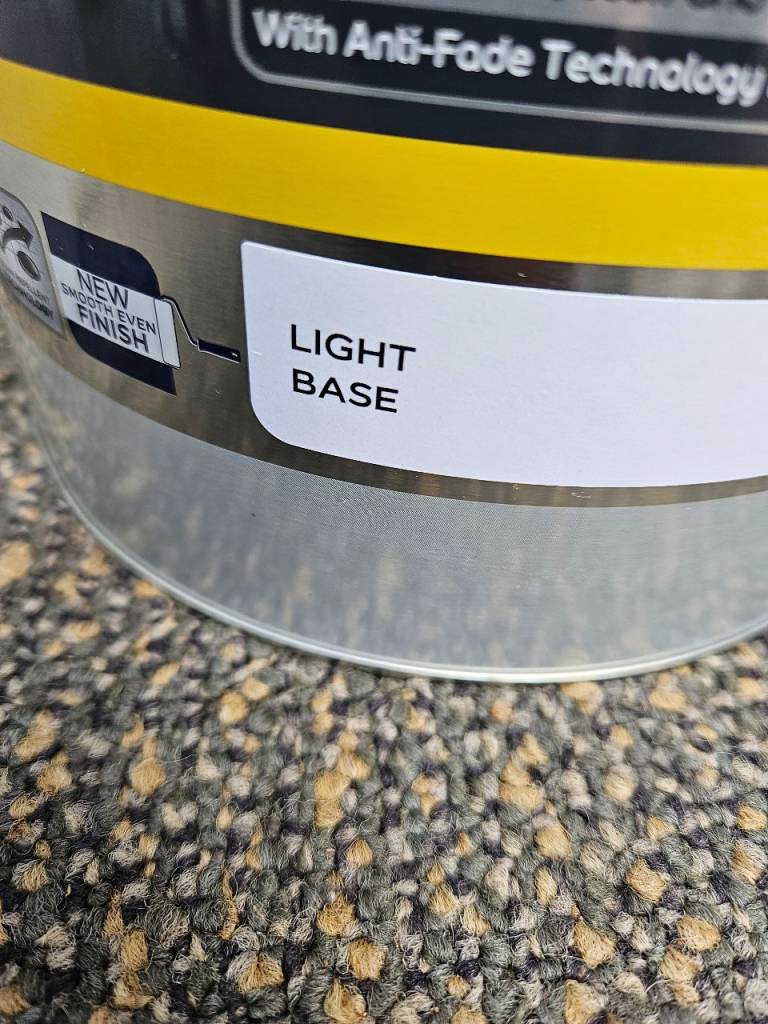 With Anti-Fade Technology
NEW
SMOOTH EVEN
FINISH
LIGHT
BASE